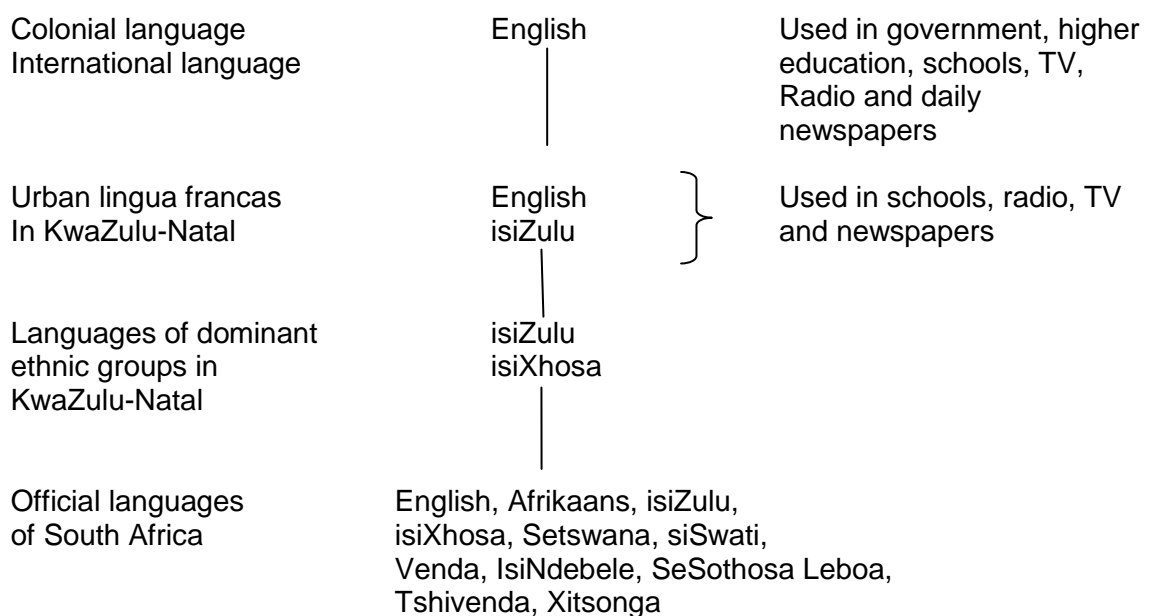 Colonial language English Used in government, higher
International language education, schools, TV,
Radio and daily
newspapers
Urban lingua francas English Used in schools, radio, TV
In KwaZulu-Natal isiZulu and newspapers
Languages of dominant isiZulu
ethnic groups in isiXhosa
KwaZulu-Natal
Official languages English, Afrikaans, isiZulu,
of South Africa isiXhosa, Setswana, siSwati,
Venda, IsiNdebele, SeSothosa Leboa,
Tshivenda, Xitsonga